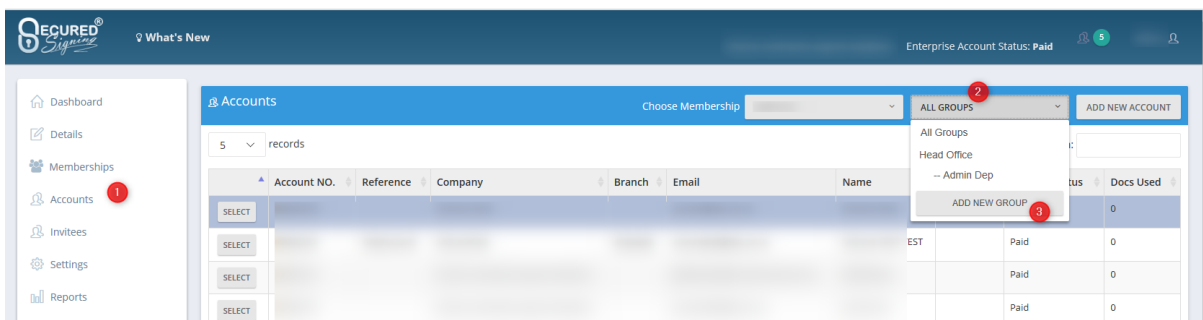 SECURED®
Signing
What's New
Enterprise Account Status: Paid
5
Dashboard
Details
Memberships
Accounts
1
Invitees
Settings
Reports
Accounts
Choose Membership
2
ALL GROUPS
ADD NEW ACCOUNT
All Groups
Head Office
-- Admin Dep
ADD NEW GROUP
3
5 records
Account NO. Reference Company Branch Email Name tus Docs Used
SELECT 0
SELECT EST Paid 0
SELECT Paid 0
SELECT Paid 0